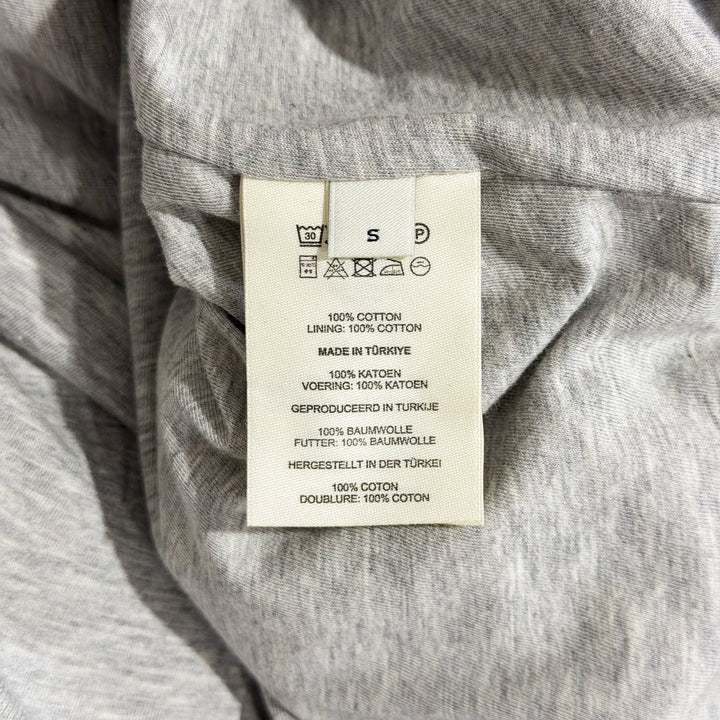 S
30
P
100% COTTON
LINING: 100% COTTON
MADE IN TÜRKIYE
100% KATOEN
VOERING: 100% KATOEN
GEPRODUCEERD IN TURKIJE
100% BAUMWOLLE
FUTTER: 100% BAUMWOLLE
HERGESTELLT IN DER TÜRKEI
100% COTON
DOUBLURE: 100% COTON